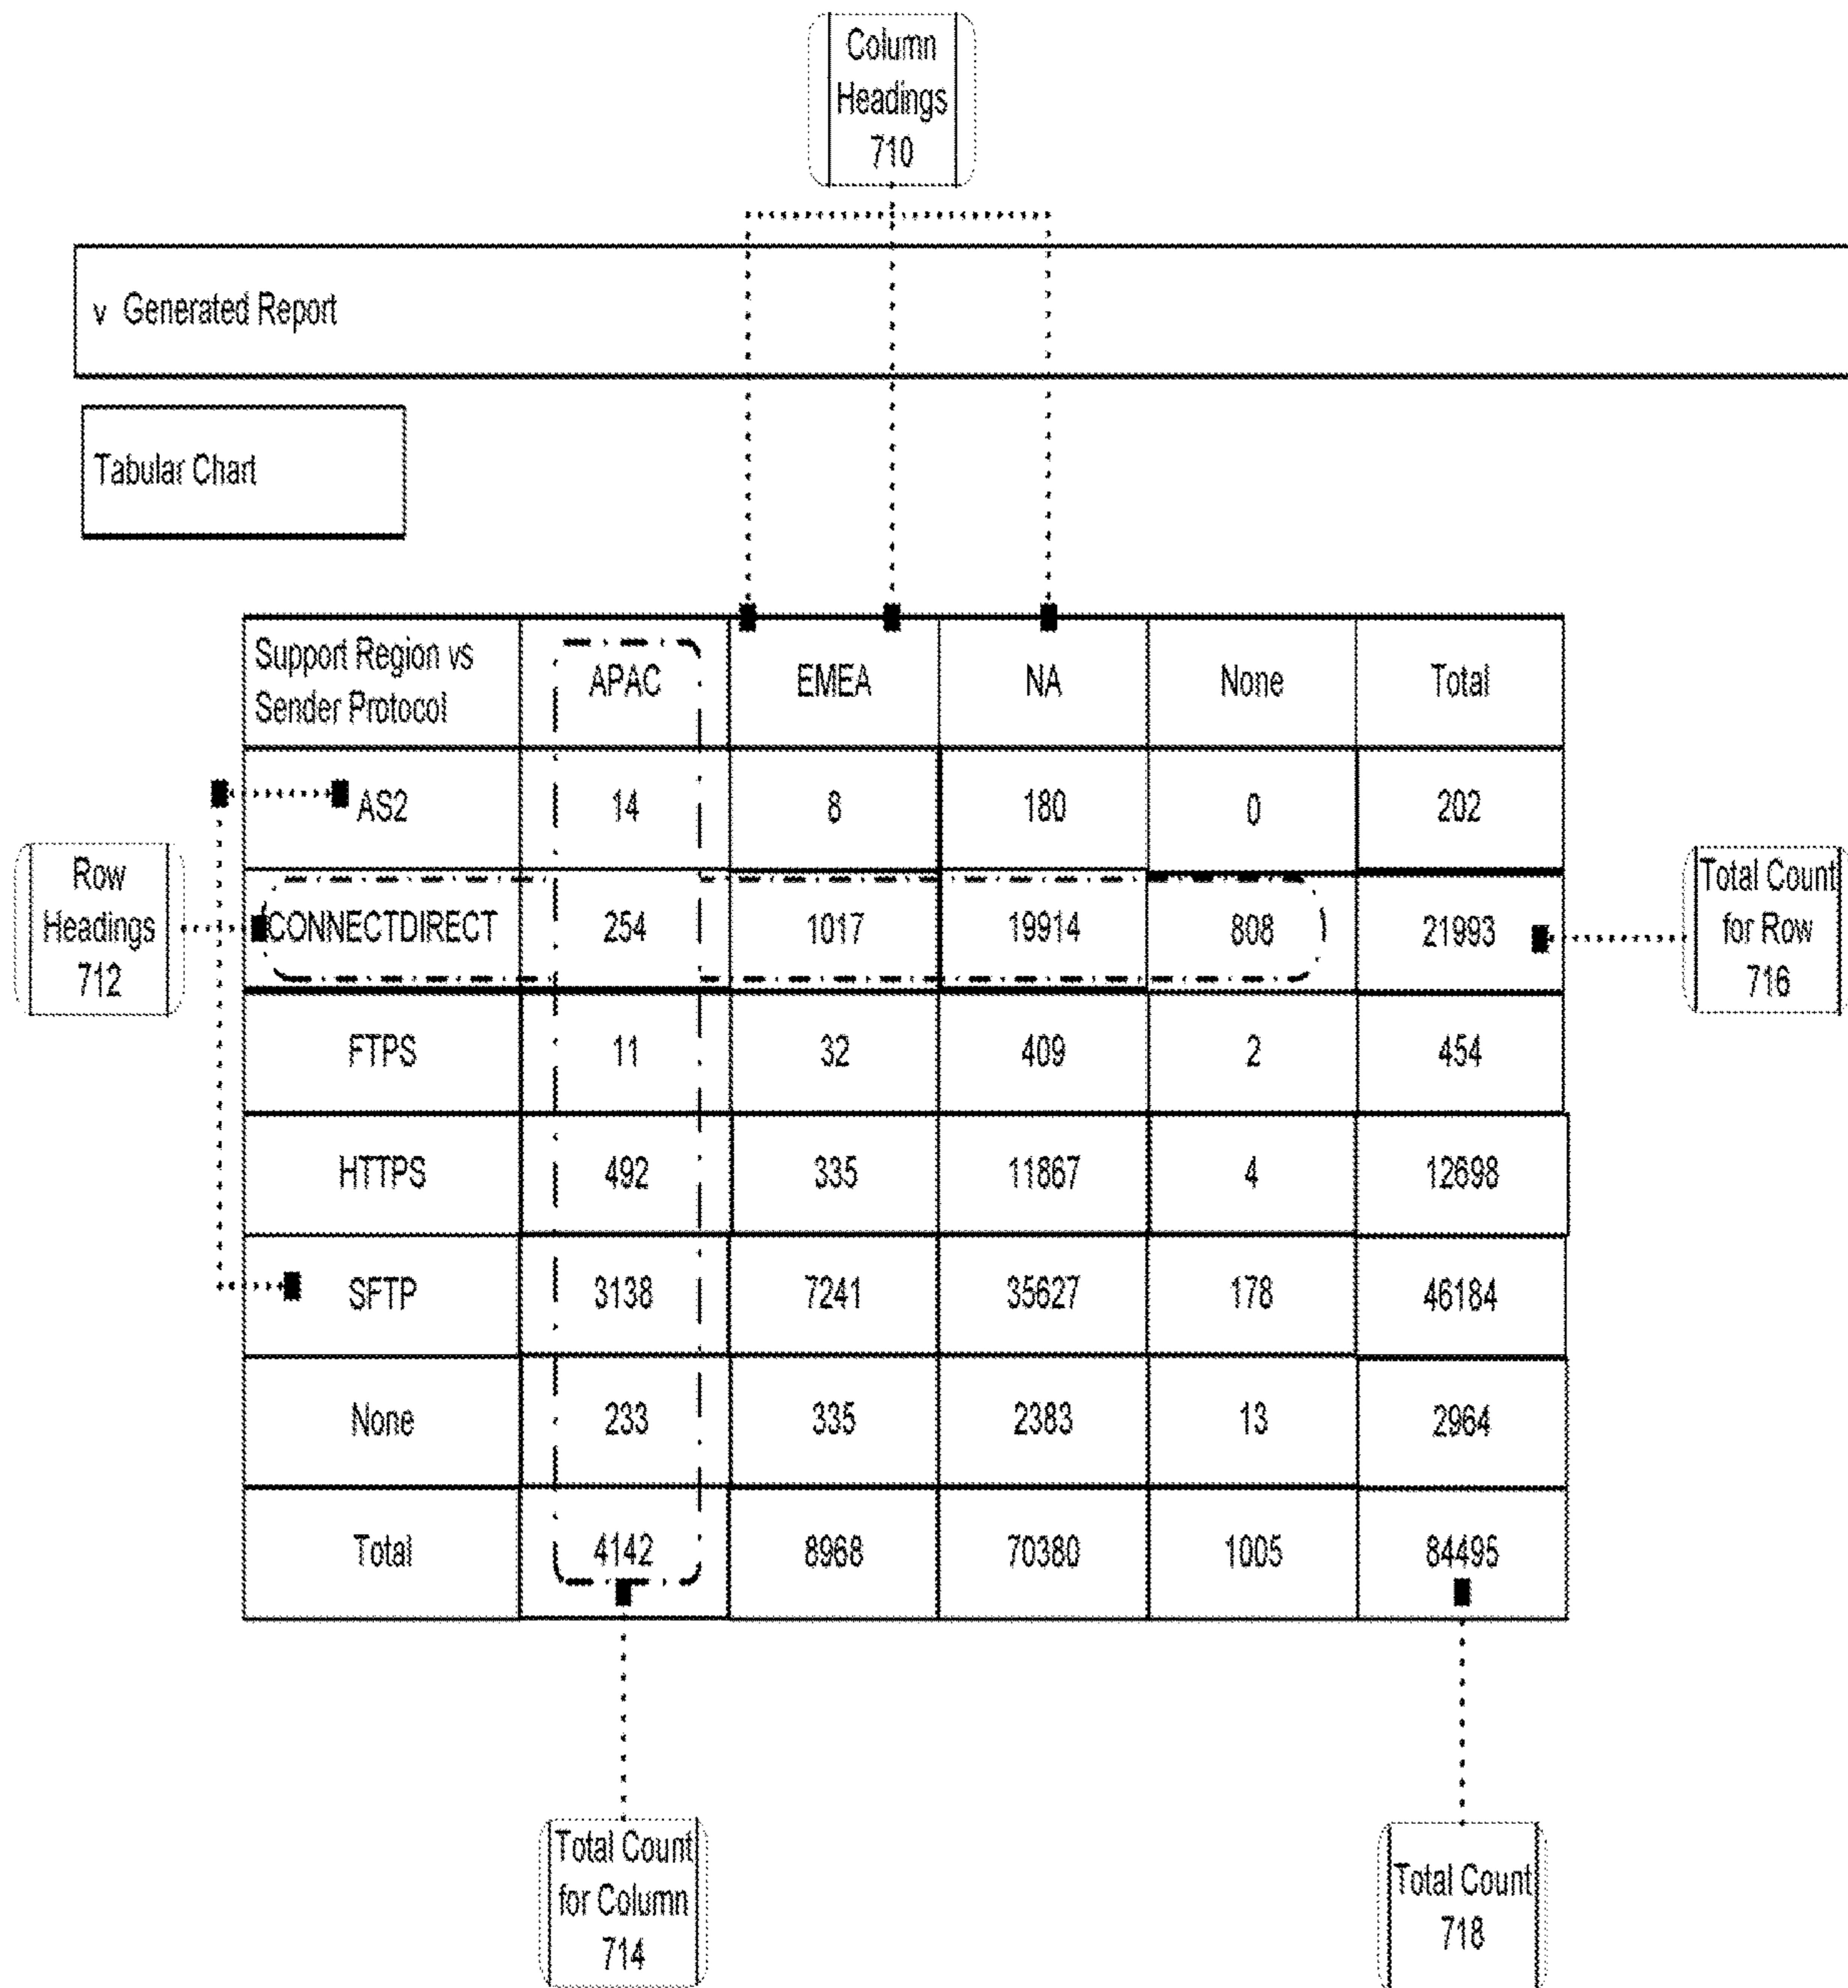 Column
Headings
710
v Generated Report
Tabular Chart
Support Region vs
Sender Protocol
APAC
EMEA
NA
None
Total
AS2
14
8
180
0
202
Row
Headings
712
CONNECTDIRECT
254
1017
19914
808
21993
Total Count
for Row
716
FTPS
11
32
409
2
454
HTTPS
492
335
11867
4
12698
SFTP
3138
7241
35627
178
46184
None
233
335
2383
13
2964
Total
4142
8968
70380
1005
84495
Total Count
for Column
714
Total Count
718